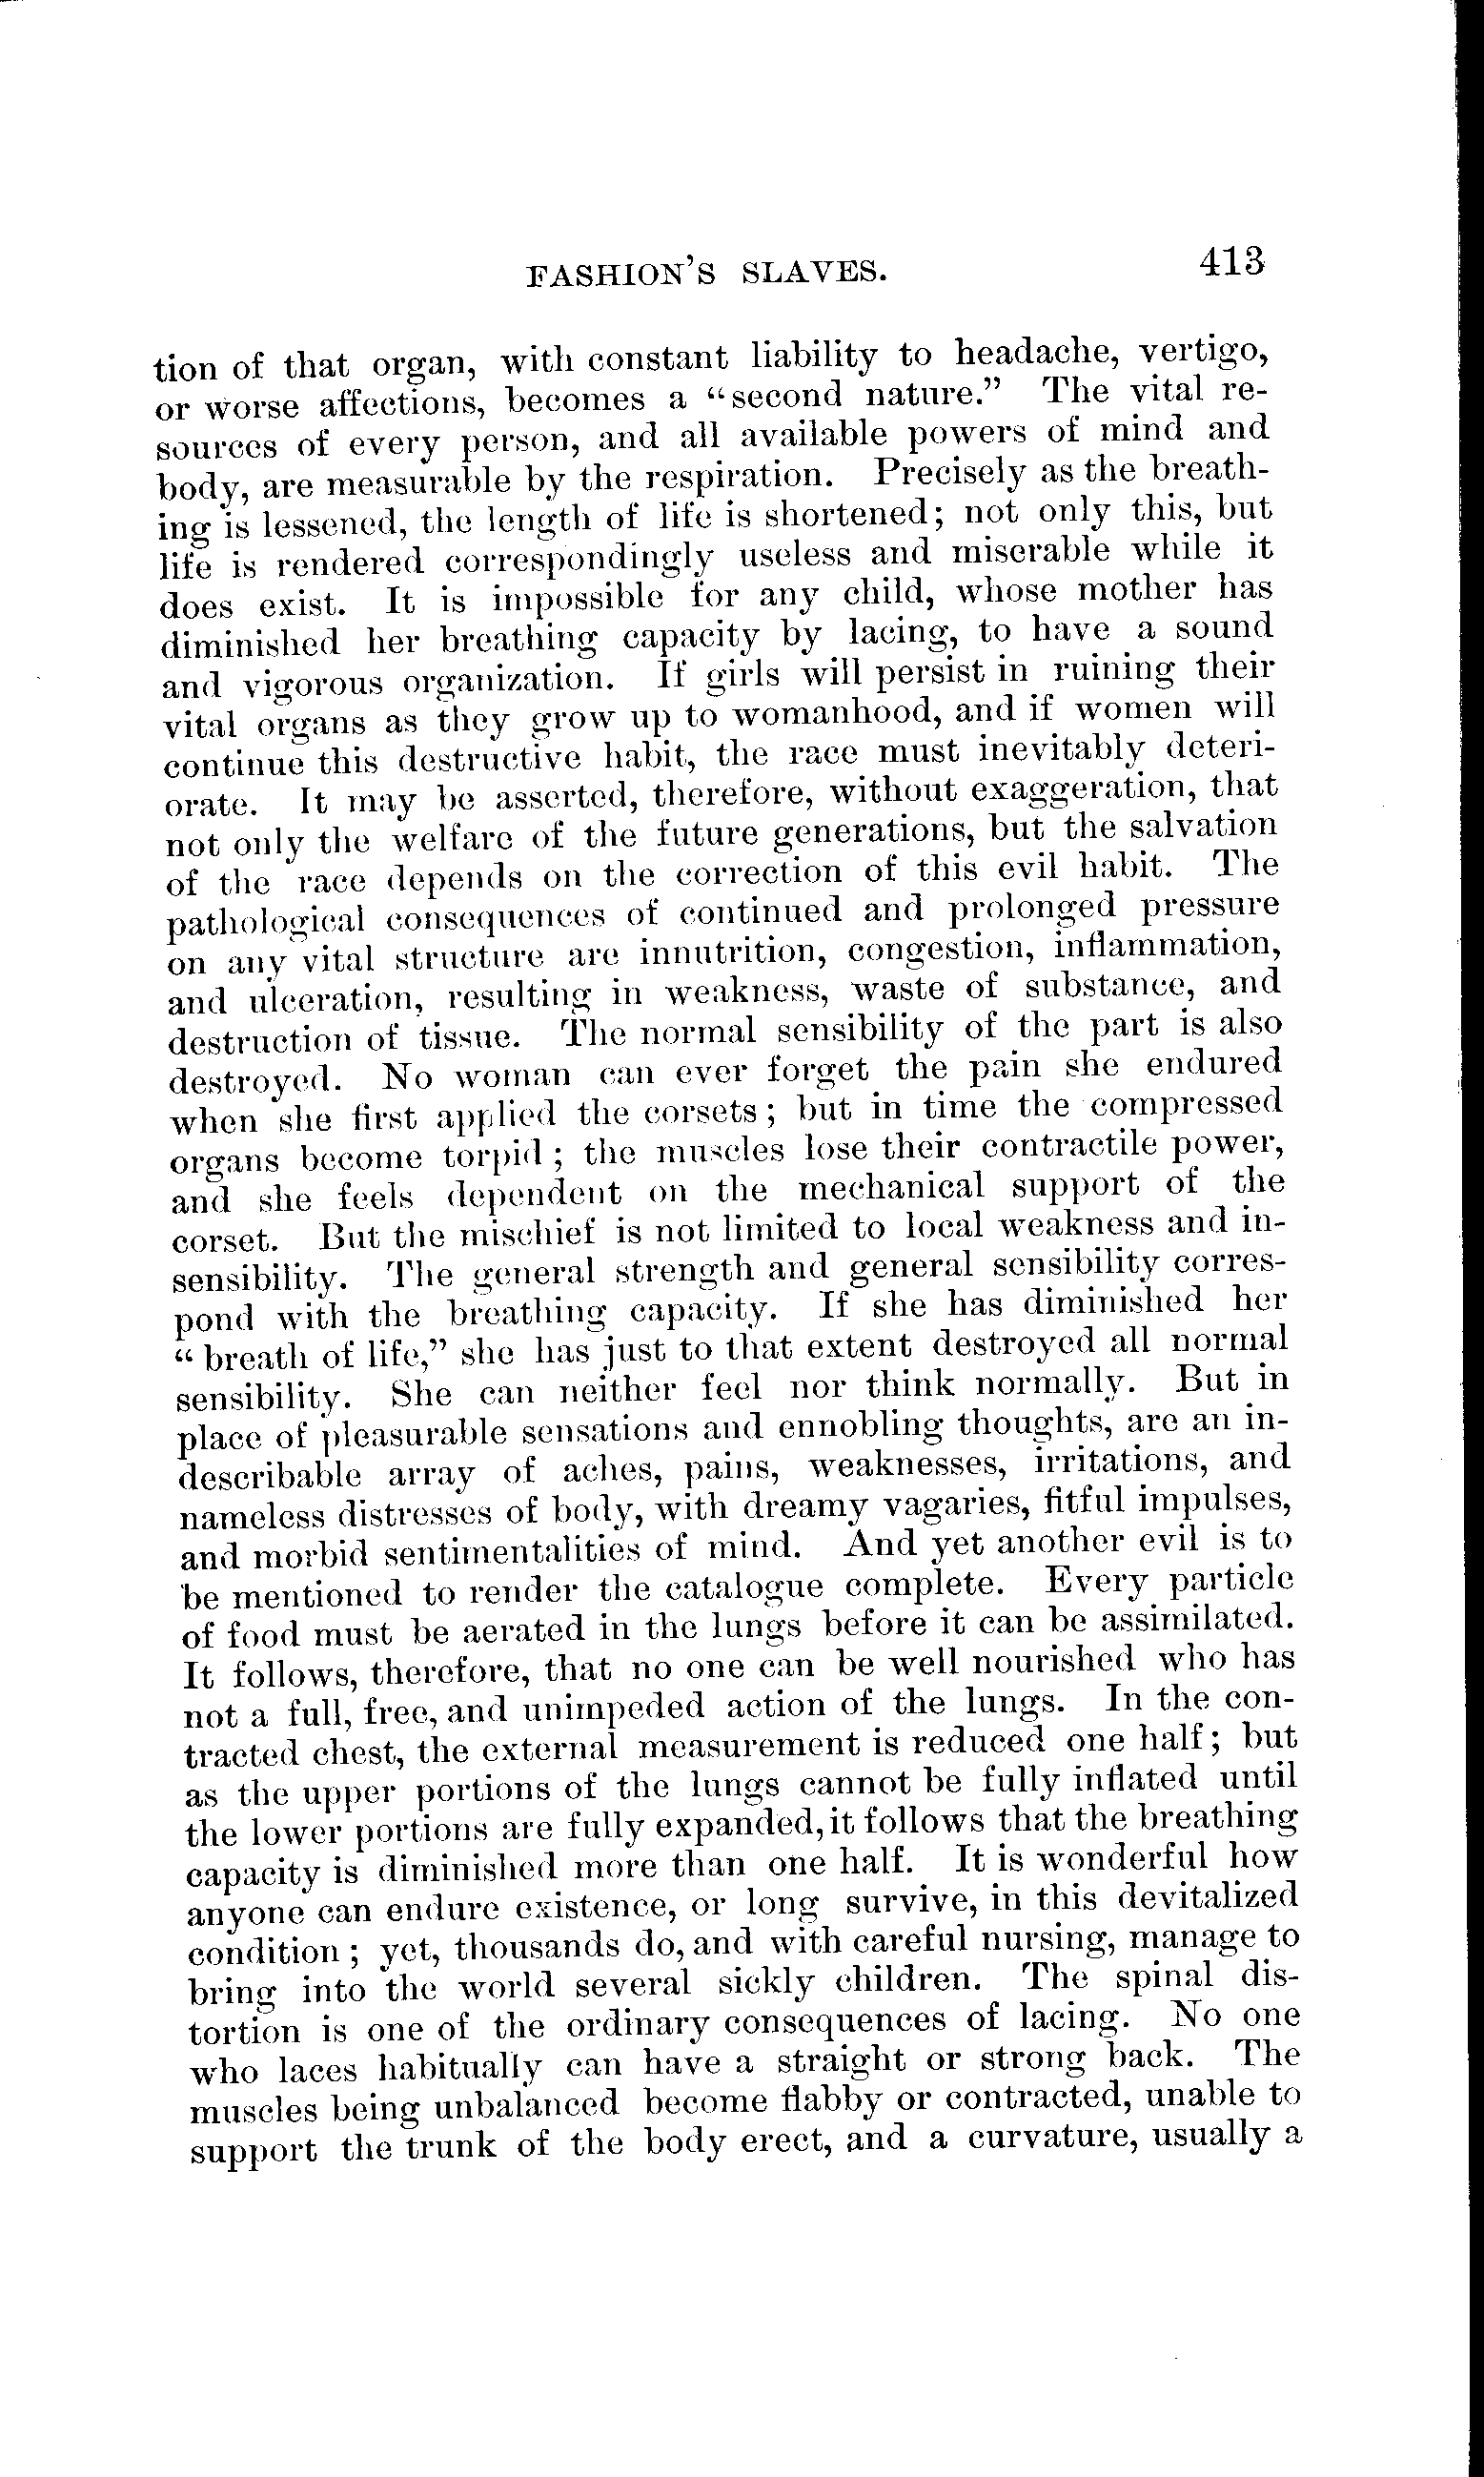 FASHION'S SLAVES. 413
tion of that organ, with constant liability to headache, vertigo,
or worse affections, becomes a "second nature." The vital re-
sources of every person, and all available powers of mind and
body, are measurable by the respiration. Precisely as the breath-
ing is lessened, the length of life is shortened; not only this, but
life is rendered correspondingly useless and miserable while it
does exist. It is impossible for any child, whose mother has
diminished her breathing capacity by lacing, to have a sound
and vigorous organization. If girls will persist in ruining their
vital organs as they grow up to womanhood, and if women will
continue this destructive habit, the race must inevitably deteri-
orate. It may be asserted, therefore, without exaggeration, that
not only the welfare of the future generations, but the salvation
of the race depends on the correction of this evil habit. The
pathological consequences of continued and prolonged pressure
on any vital structure are innutrition, congestion, inflammation,
and ulceration, resulting in weakness, waste of substance, and
destruction of tissue. The normal sensibility of the part is also
destroyed. No woman can ever forget the pain she endured
when she first applied the corsets; but in time the compressed
organs become torpid; the muscles lose their contractile power,
and she feels dependent on the mechanical support of the
corset. But the mischief is not limited to local weakness and in-
sensibility. The general strength and general sensibility corres-
pond with the breathing capacity. If she has diminished her
"breath of life," she has just to that extent destroyed all normal
sensibility. She can neither feel nor think normally. But in
place of pleasurable sensations and ennobling thoughts, are an in-
describable array of aches, pains, weaknesses, irritations, and
nameless distresses of body, with dreamy vagaries, fitful impulses,
and morbid sentimentalities of mind. And yet another evil is to
be mentioned to render the catalogue complete. Every particle
of food must be aerated in the lungs before it can be assimilated.
It follows, therefore, that no one can be well nourished who has
not a full, free, and unimpeded action of the lungs. In the con-
tracted chest, the external measurement is reduced one half; but
as the upper portions of the lungs cannot be fully inflated until
the lower portions are fully expanded, it follows that the breathing
capacity is diminished more than one half. It is wonderful how
anyone can endure existence, or long survive, in this devitalized
condition; yet, thousands do, and with careful nursing, manage to
bring into the world several sickly children. The spinal dis-
tortion is one of the ordinary consequences of lacing. No one
who laces habitually can have a straight or strong back. The
muscles being unbalanced become flabby or contracted, unable to
support the trunk of the body erect, and a curvature, usually a